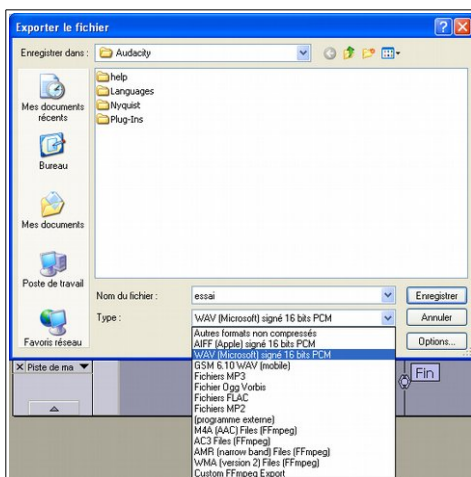 Exporter le fichier
Enregistrer dans :
Audacity
help
Languages
Nyquist
Plug-Ins
Mes documents
récents
Bureau
Mes documents
Poste de travail
Favoris réseau
Nom du fichier :
essai
Enregistrer
Type :
WAV (Microsoft) signé 16 bits PCM
Annuler
Options...
Autres formats non compressés
AIFF (Apple) signé 16 bits PCM
WAV (Microsoft) signé 16 bits PCM
GSM 6.10 WAV (mobile)
Fichiers MP3
Fichier Ogg Vorbis
Fichiers FLAC
Fichiers MP2
(programme externe)
M4A (AAC) Files (FFmpeg)
AC3 Files (FFmpeg)
AMR (narrow band) Files (FFmpeg)
WMA (version 2) Files (FFmpeg)
Custom FFmpeg Export
Piste de ma
Fin